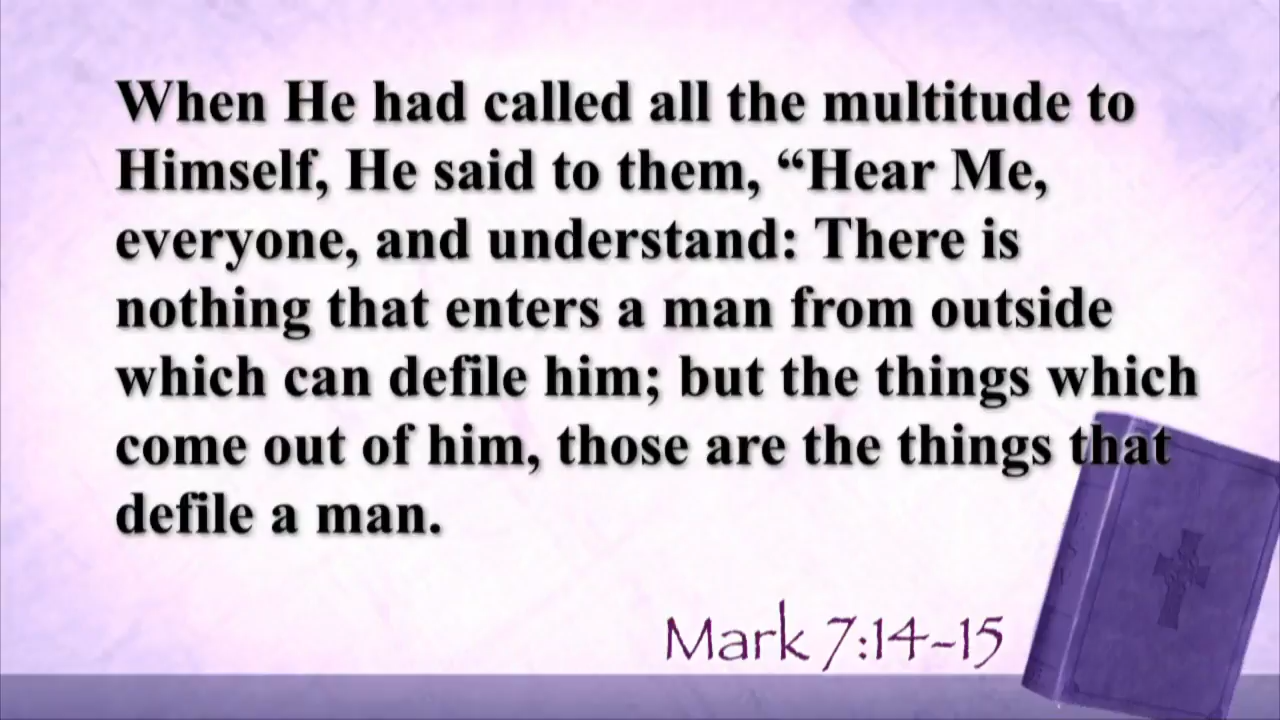 When He had called all the multitude to
Himself, He said to them, “Hear Me,
everyone, and understand: There is
nothing that enters a man from outside
which can defile him; but the things which
come out of him, those are the things that
defile a man.
Mark 7:14-15